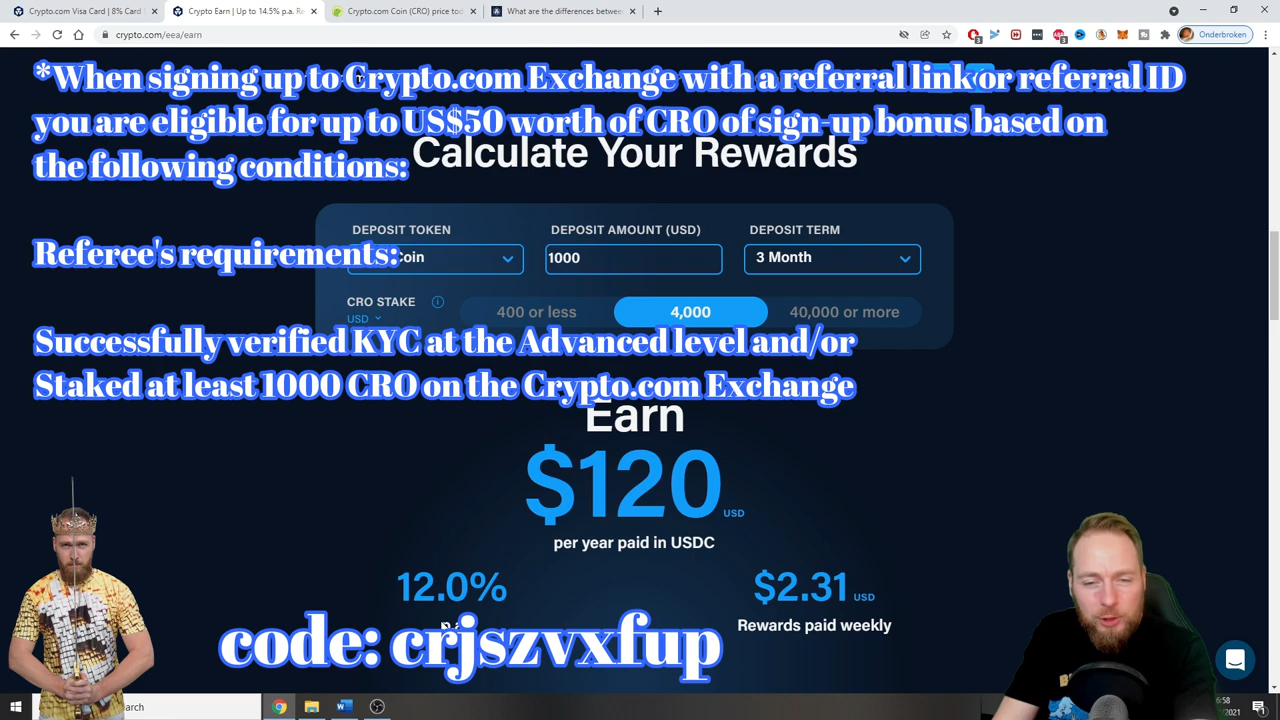 Crypto.com Visa Card | 8% Card
Crypto Earn | Up to 14.5% p.a. Re
Crypto.com Coin (CRO) price tod
What are the differences betwee
crypto.com/eea/earn
Onderbroken
*When signing up to Crypto.com Exchange with a referral link or referral ID
you are eligible for up to US$50 worth of CRO of sign-up bonus based on
the following conditions:
Calculate Your Rewards
DEPOSIT TOKEN
DEPOSIT AMOUNT (USD)
DEPOSIT TERM
Referee's requirements:
Coin
1000
3 Month
CRO STAKE
USD
400 or less
4,000
40,000 or more
Successfully verified KYC at the Advanced level and/or
Staked at least 1000 CRO on the Crypto.com Exchange
Earn
$120
USD
per year paid in USDC
12.0%
$2.31 USD
Rewards paid weekly
code: crjszvxfup
arch
6:58
2021